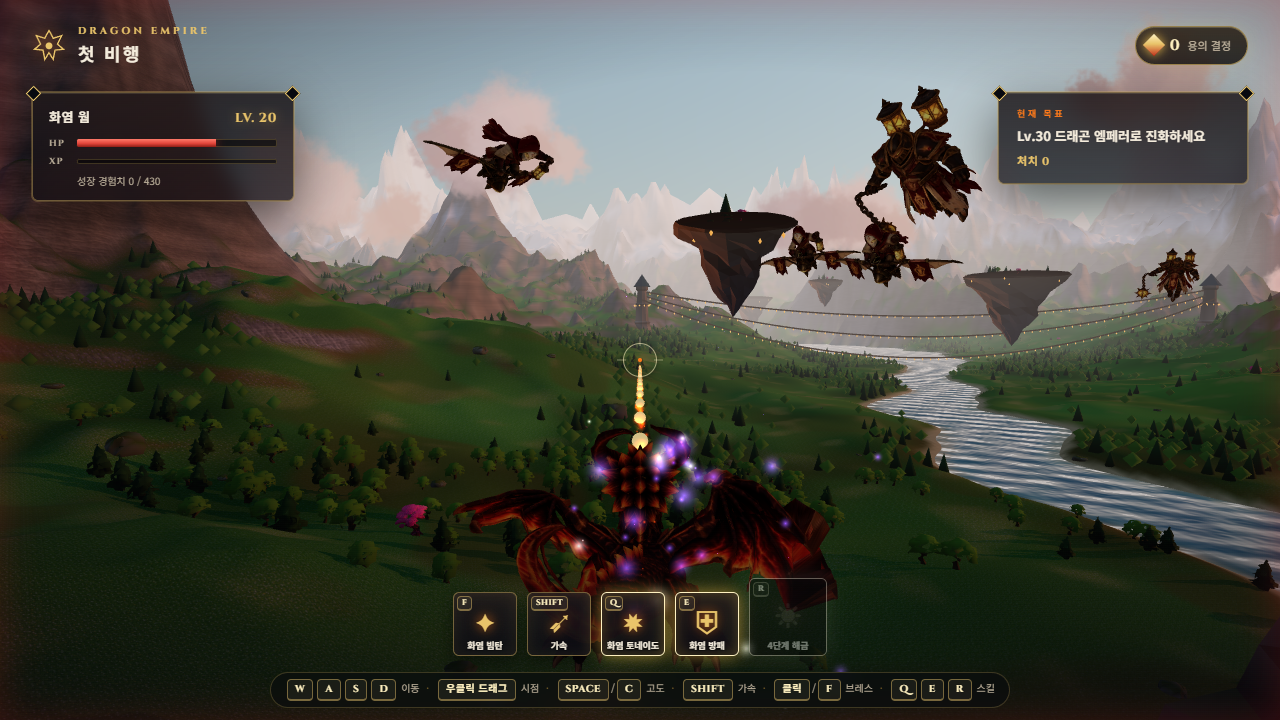 DRAGON EMPIRE
첫 비행
0 용의 결정
화염 웜 LV. 20
HP
XP
성장 경험치 0 / 430
현재 목표
Lv.30 드래곤 엠페러로 진화하세요
처치 0
F
화염 빔탄
SHIFT
가속
Q
화염 토네이도
E
화염 방패
R
4단계 해금
W A S D 이동 · 우클릭 드래그 시점 · SPACE / C 고도 · SHIFT 가속 · 클릭 / F 브레스 · Q E R 스킬